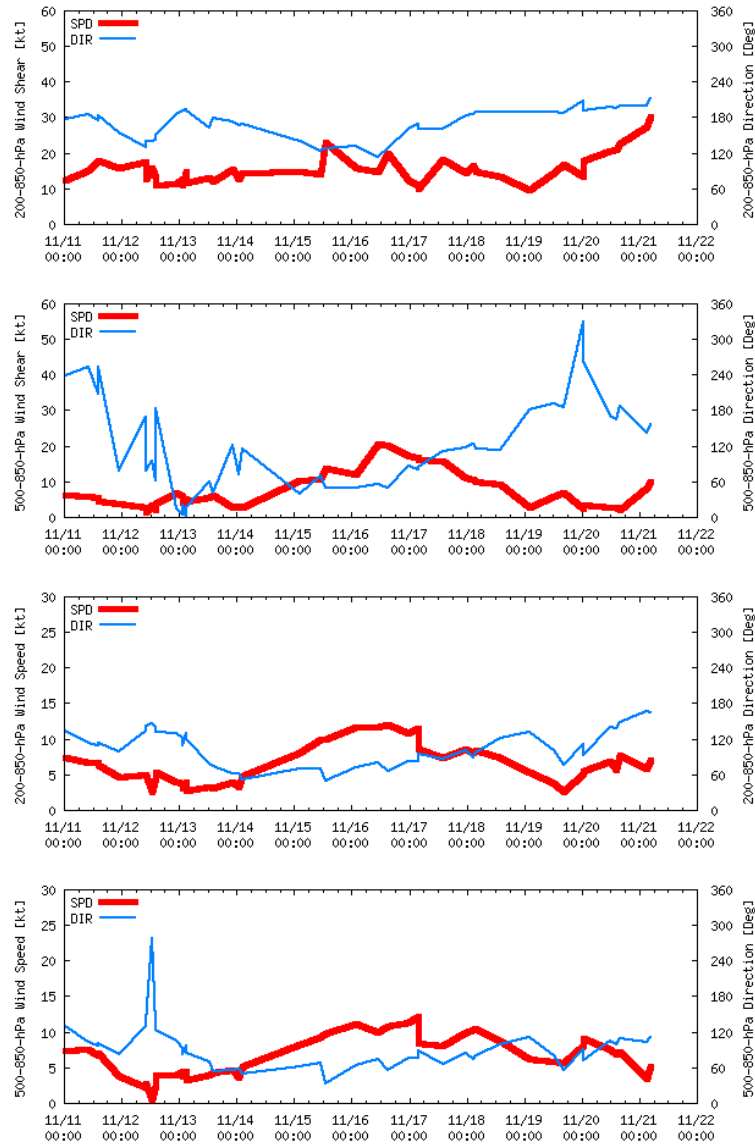 200-850-hPa Wind Shear [kt]
60
50
40
30
20
10
0
SPD
DIR
360
300
240
180
120
60
0
200-850-hPa Direction [Deg]
11/11 11/12 11/13 11/14 11/15 11/16 11/17 11/18 11/19 11/20 11/21 11/22
00:00 00:00 00:00 00:00 00:00 00:00 00:00 00:00 00:00 00:00 00:00 00:00
500-850-hPa Wind Shear [kt]
60
50
40
30
20
10
0
SPD
DIR
360
300
240
180
120
60
0
500-850-hPa Direction [Deg]
11/11 11/12 11/13 11/14 11/15 11/16 11/17 11/18 11/19 11/20 11/21 11/22
00:00 00:00 00:00 00:00 00:00 00:00 00:00 00:00 00:00 00:00 00:00 00:00
200-850-hPa Wind Speed [kt]
30
25
20
15
10
5
0
SPD
DIR
360
300
240
180
120
60
0
200-850-hPa Direction [Deg]
11/11 11/12 11/13 11/14 11/15 11/16 11/17 11/18 11/19 11/20 11/21 11/22
00:00 00:00 00:00 00:00 00:00 00:00 00:00 00:00 00:00 00:00 00:00 00:00
500-850-hPa Wind Speed [kt]
30
25
20
15
10
5
0
SPD
DIR
360
300
240
180
120
60
0
500-850-hPa Direction [Deg]
11/11 11/12 11/13 11/14 11/15 11/16 11/17 11/18 11/19 11/20 11/21 11/22
00:00 00:00 00:00 00:00 00:00 00:00 00:00 00:00 00:00 00:00 00:00 00:00